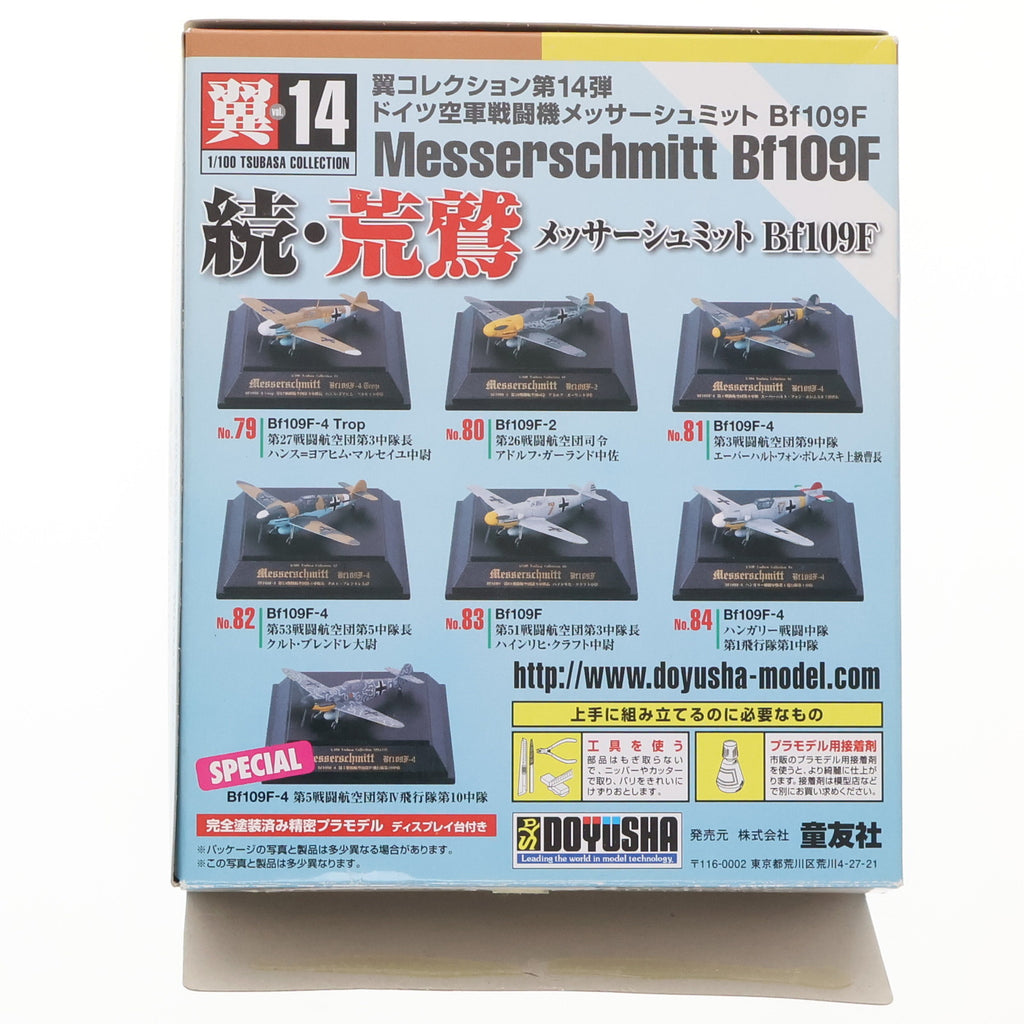 翼 vol. 14
1/100 TSUBASA COLLECTION
翼コレクション第14弾
ドイツ空軍戦闘機メッサーシュミット Bf109F
Messerschmitt Bf109F
続・荒鷲 メッサーシュミット Bf109F
Messerschmitt Bf109F-4 Trop
Messerschmitt Bf109F-2
Messerschmitt Bf109F-4
No.79 Bf109F-4 Trop
第27戦闘航空団第3中隊長
ハンス=ヨアヒム・マルセイユ中尉
No.80 Bf109F-2
第26戦闘航空団司令
アドルフ・ガーランド中佐
No.81 Bf109F-4
第3戦闘航空団第9中隊
エーバーハルト・フォン・ボレムスキ上級曹長
Messerschmitt Bf109F-4
Messerschmitt Bf109F
Messerschmitt Bf109F-4
No.82 Bf109F-4
第53戦闘航空団第5中隊長
クルト・ブレンドレ大尉
No.83 Bf109F
第51戦闘航空団第3中隊長
ハインリヒ・クラフト中尉
No.84 Bf109F-4
ハンガリー戦闘中隊
第1飛行隊第1中隊
Messerschmitt Bf109F-4
SPECIAL
Bf109F-4 第5戦闘航空団第Ⅳ飛行隊第10中隊
http://www.doyusha-model.com
上手に組み立てるのに必要なもの
工具を使う
部品はもぎ取らない
で、ニッパーやカッター
で取り、バリをきれいに
けずりおとします。
プラモデル用接着剤
市販のプラモデル用接着剤
を使うと、より綺麗に仕上が
ります。接着剤は模型店など
で別にお買い求めください。
完全塗装済み精密プラモデル ディスプレイ台付き
※パッケージの写真と製品は多少異なる場合があります。
※この写真と製品は多少異なります。
DOYUSHA
Leading the world in model technology.
発売元 株式会社 童友社
〒116-0002 東京都荒川区荒川4-27-21